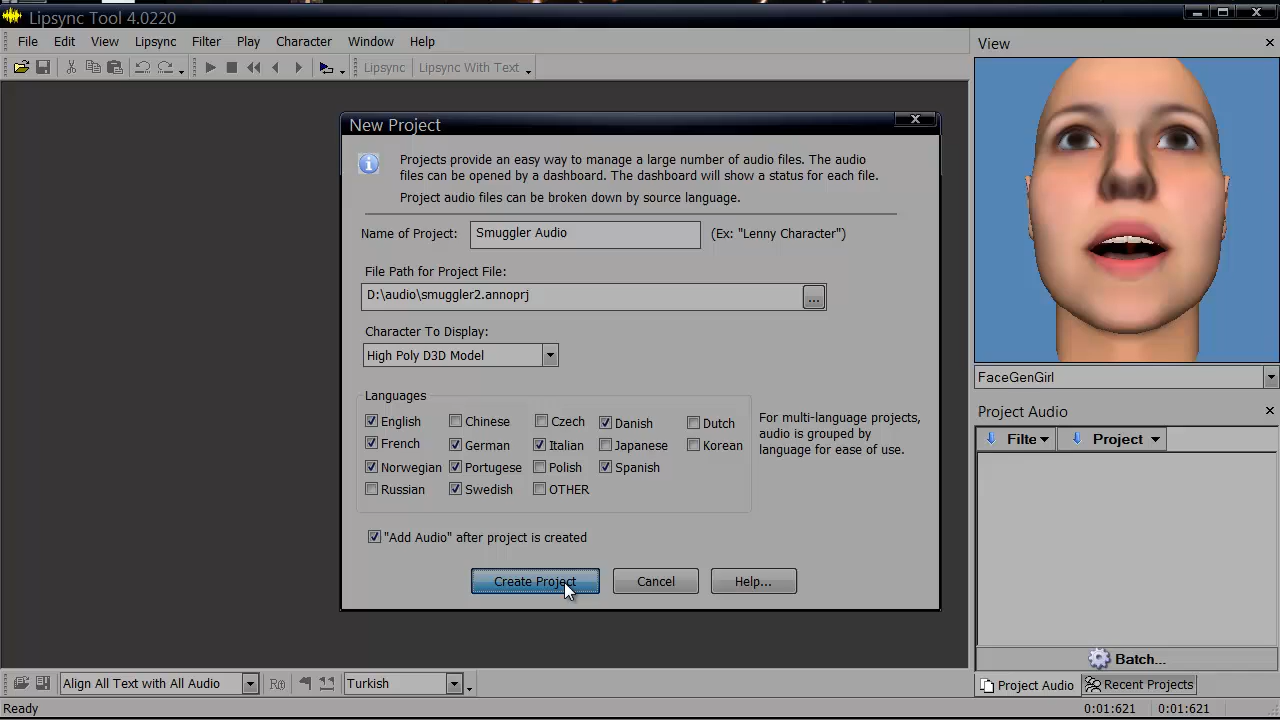 Lipsync Tool 4.0220
File Edit View Lipsync Filter Play Character Window Help
Lipsync Lipsync With Text
View
New Project
Projects provide an easy way to manage a large number of audio files. The audio
files can be opened by a dashboard. The dashboard will show a status for each file.
Project audio files can be broken down by source language.
Name of Project: Smuggler Audio (Ex: "Lenny Character")
File Path for Project File:
D:\audio\smuggler2.annoprj ...
Character To Display:
High Poly D3D Model
Languages
English Chinese Czech Danish Dutch
French German Italian Japanese Korean
Norwegian Portugese Polish Spanish
Russian Swedish OTHER
For multi-language projects,
audio is grouped by
language for ease of use.
"Add Audio" after project is created
Create Project Cancel Help...
FaceGenGirl
Project Audio
Filte Project
Batch...
Project Audio Recent Projects
Align All Text with All Audio Turkish
Ready 0:01:621 0:01:621